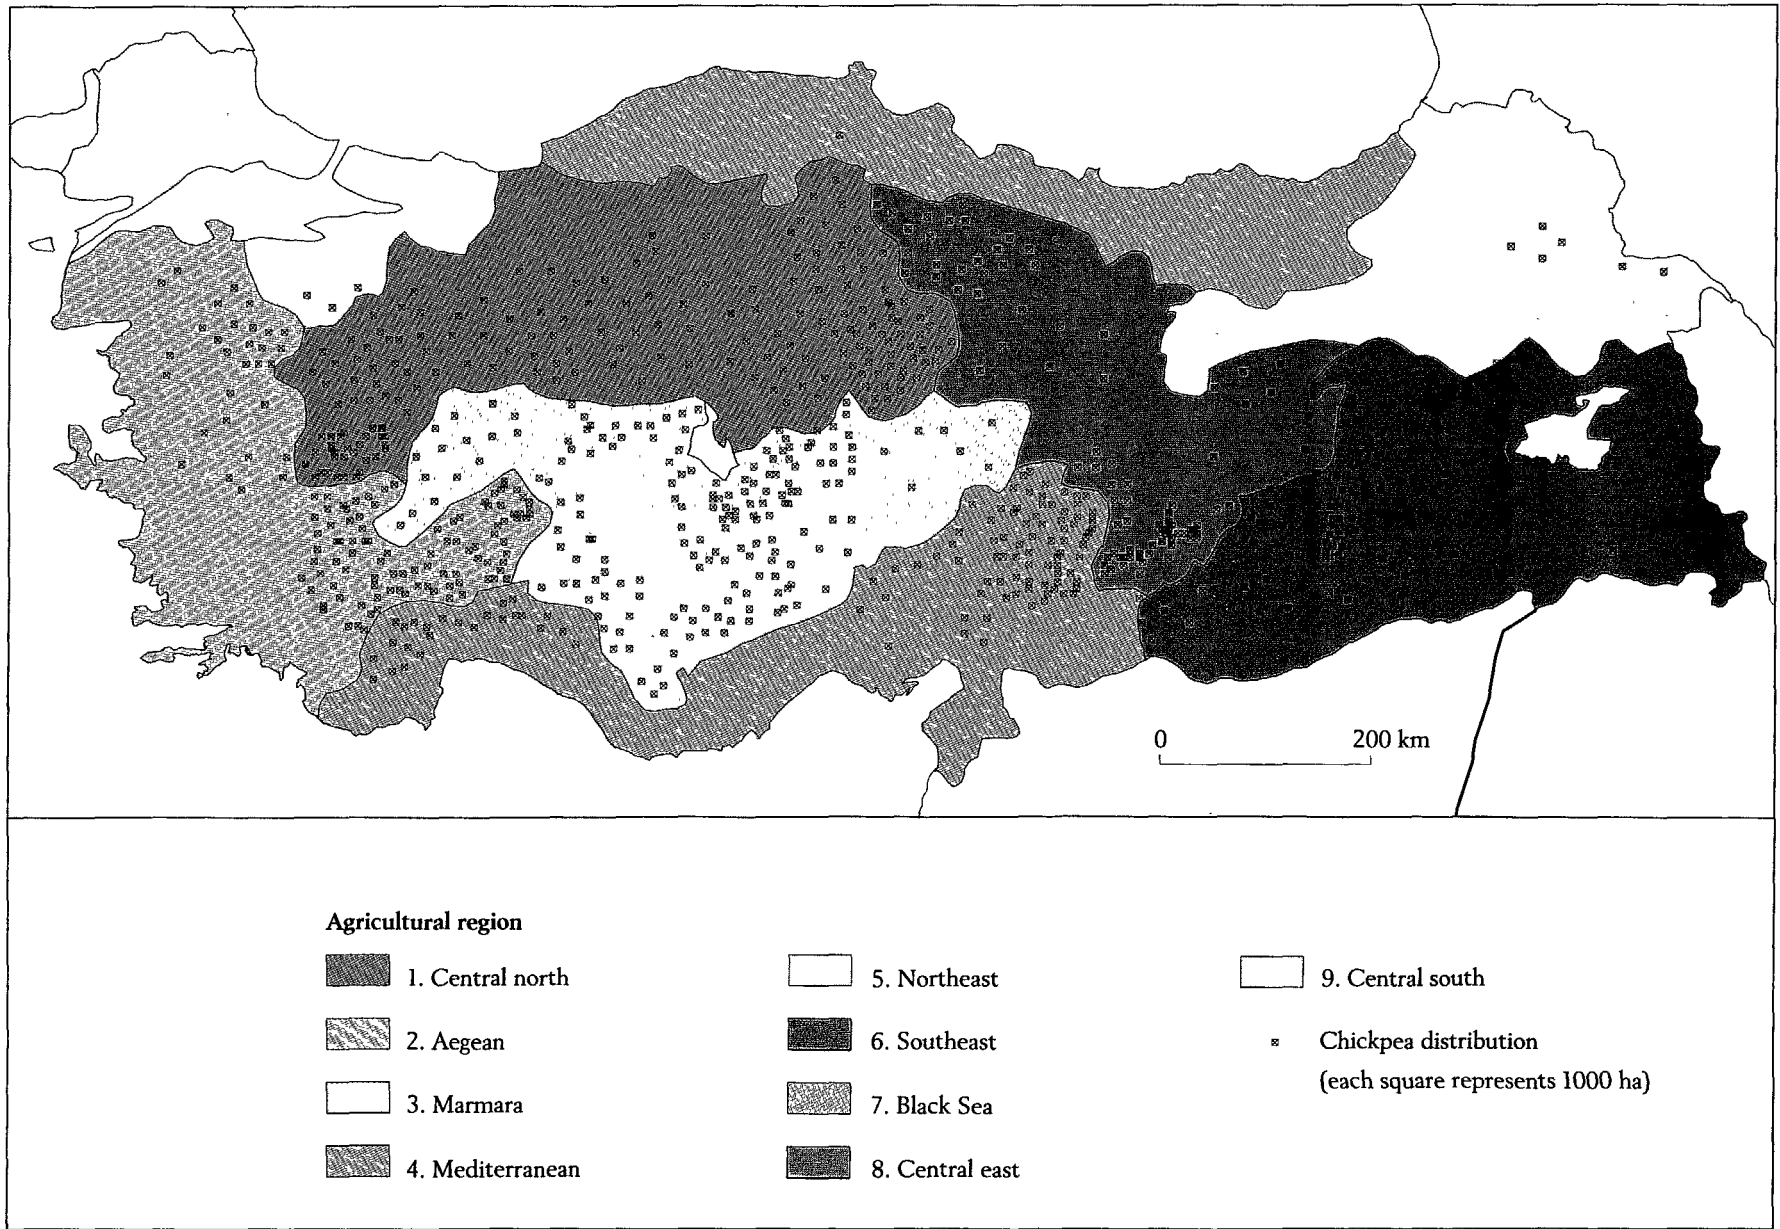 0 200 km
Agricultural region
1. Central north
2. Aegean
3. Marmara
4. Mediterranean
5. Northeast
6. Southeast
7. Black Sea
8. Central east
9. Central south
Chickpea distribution
(each square represents 1000 ha)